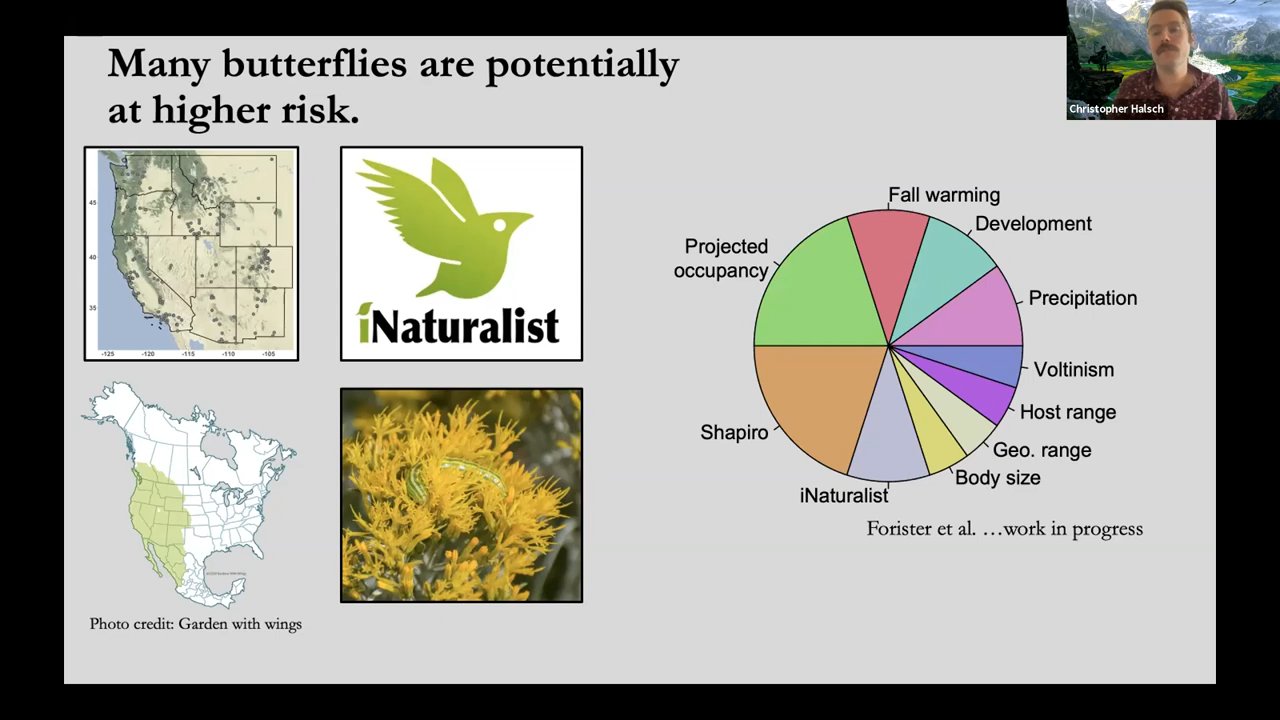 Many butterflies are potentially
at higher risk.
Christopher Halsch
45
40
35
-125 -120 -115 -110 -105
iNaturalist
Photo credit: Garden with wings
Fall warming
Development
Projected
occupancy
Precipitation
Voltinism
Host range
Shapiro
Geo. range
Body size
iNaturalist
Forister et al. …work in progress